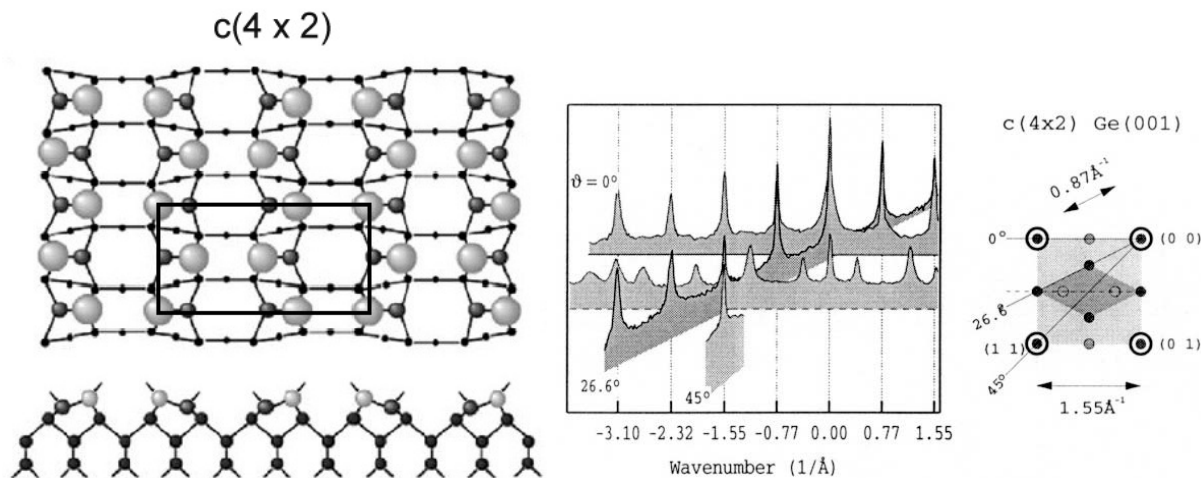 c(4 x 2)
ϑ=0°
26.6°
45°
-3.10 -2.32 -1.55 -0.77 0.00 0.77 1.55
Wavenumber (1/Å)
c(4x2) Ge(001)
0.87Å⁻¹
0°
(0 0)
26.6
(1 1)
(0 1)
45°
1.55Å⁻¹